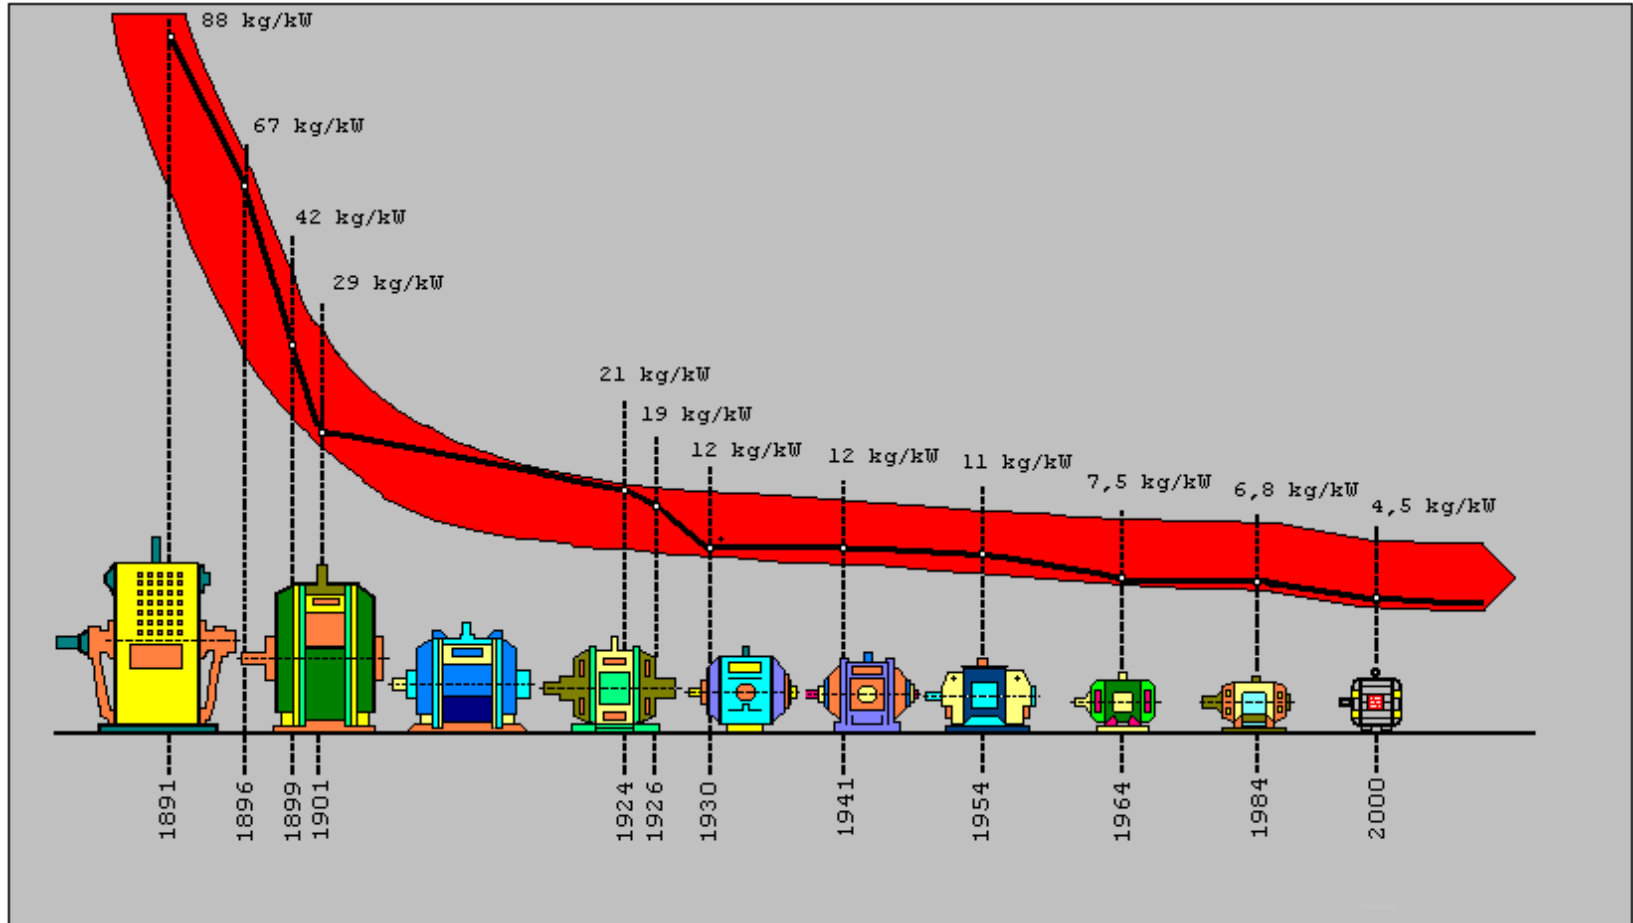 88 kg/kW
67 kg/kW
42 kg/kW
29 kg/kW
21 kg/kW
19 kg/kW
12 kg/kW
12 kg/kW
11 kg/kW
7,5 kg/kW
6,8 kg/kW
4,5 kg/kW
1891
1896
1899
1901
1924
1926
1930
1941
1954
1964
1984
2000